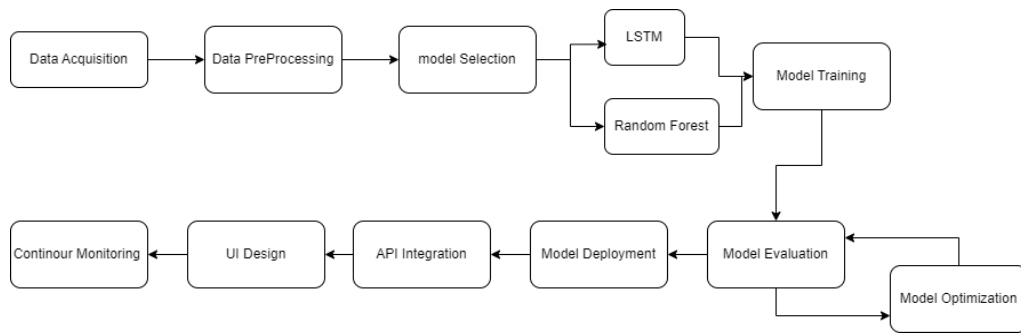 Data Acquisition
Data PreProcessing
model Selection
LSTM
Random Forest
Model Training
Model Evaluation
Model Optimization
Model Deployment
API Integration
UI Design
Continour Monitoring